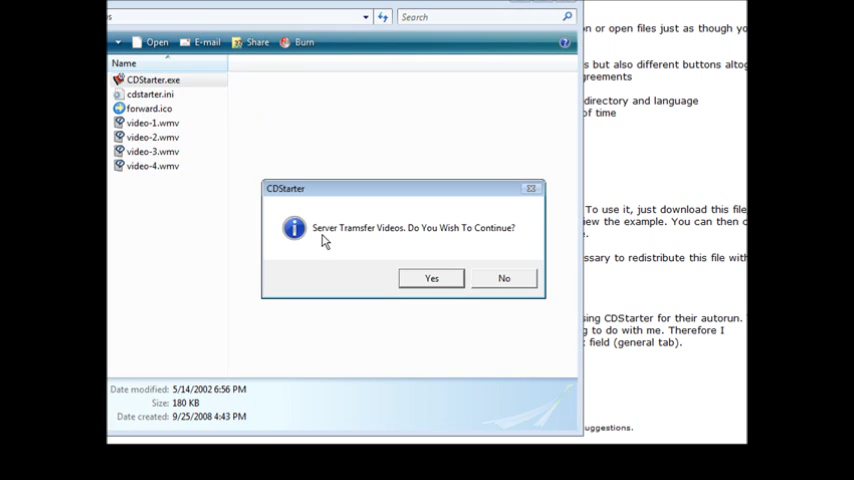 s
Search
Open
E-mail
Share
Burn
Name
CDStarter.exe
cdstarter.ini
forward.ico
video-1.wmv
video-2.wmv
video-3.wmv
video-4.wmv
CDStarter
Server Tramsfer Videos. Do You Wish To Continue?
Yes
No
Date modified: 5/14/2002 6:56 PM
Size: 180 KB
Date created: 9/25/2008 4:43 PM
n or open files just as though yo
s but also different buttons altog
greements
directory and language
of time
To use it, just download this file
iew the example. You can then c
e.
ssary to redistribute this file with
sing CDStarter for their autorun.
g to do with me. Therefore I
t field (general tab).
uggestions.